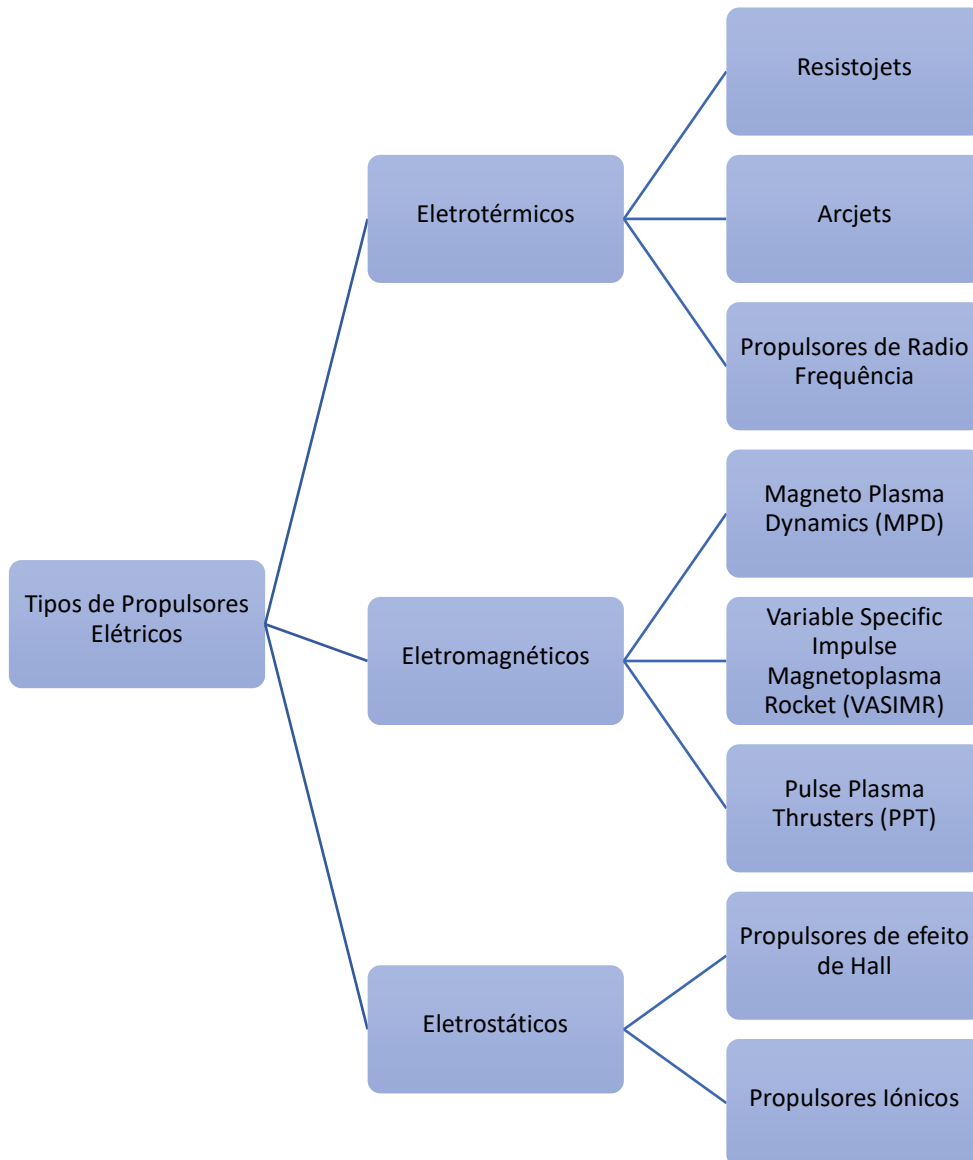 Resistojets
Eletrotérmicos
Arcjets
Propulsores de Radio
Frequência
Magneto Plasma
Dynamics (MPD)
Tipos de Propulsores
Elétricos
Eletromagnéticos
Variable Specific
Impulse
Magnetoplasma
Rocket (VASIMR)
Pulse Plasma
Thrusters (PPT)
Propulsores de efeito
de Hall
Eletrostáticos
Propulsores Iónicos